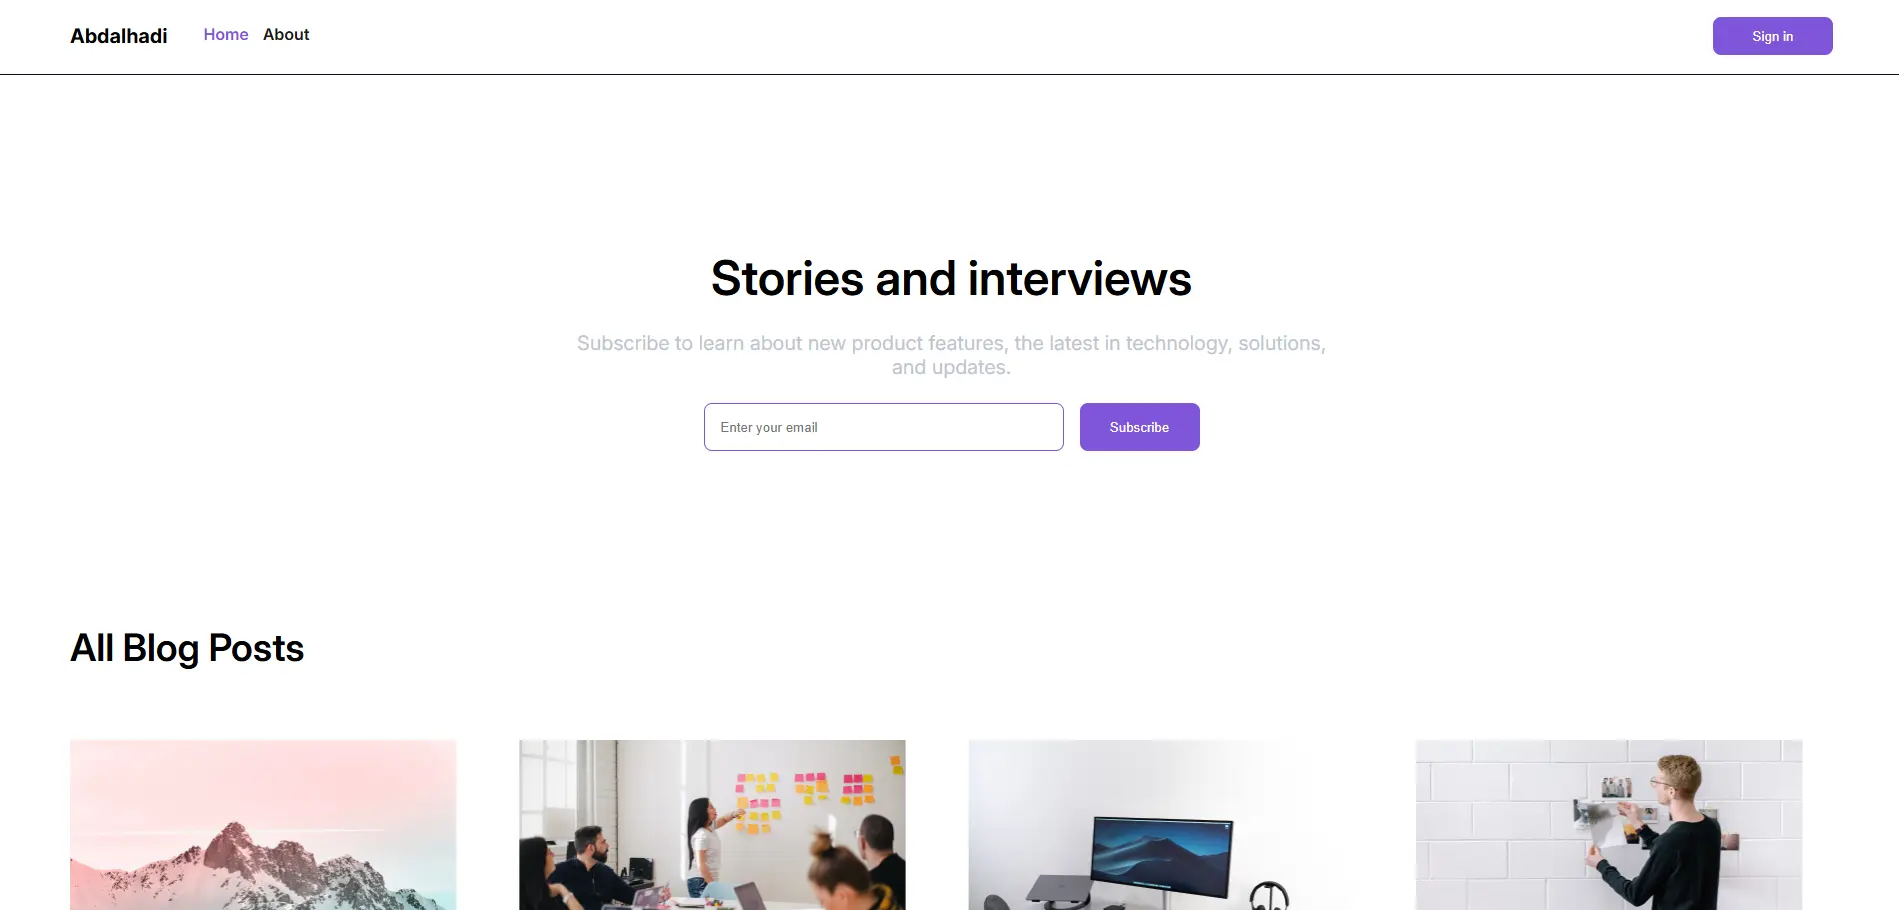 Abdalhadi Home About Sign in
Stories and interviews
Subscribe to learn about new product features, the latest in technology, solutions,
and updates.
Enter your email Subscribe
All Blog Posts